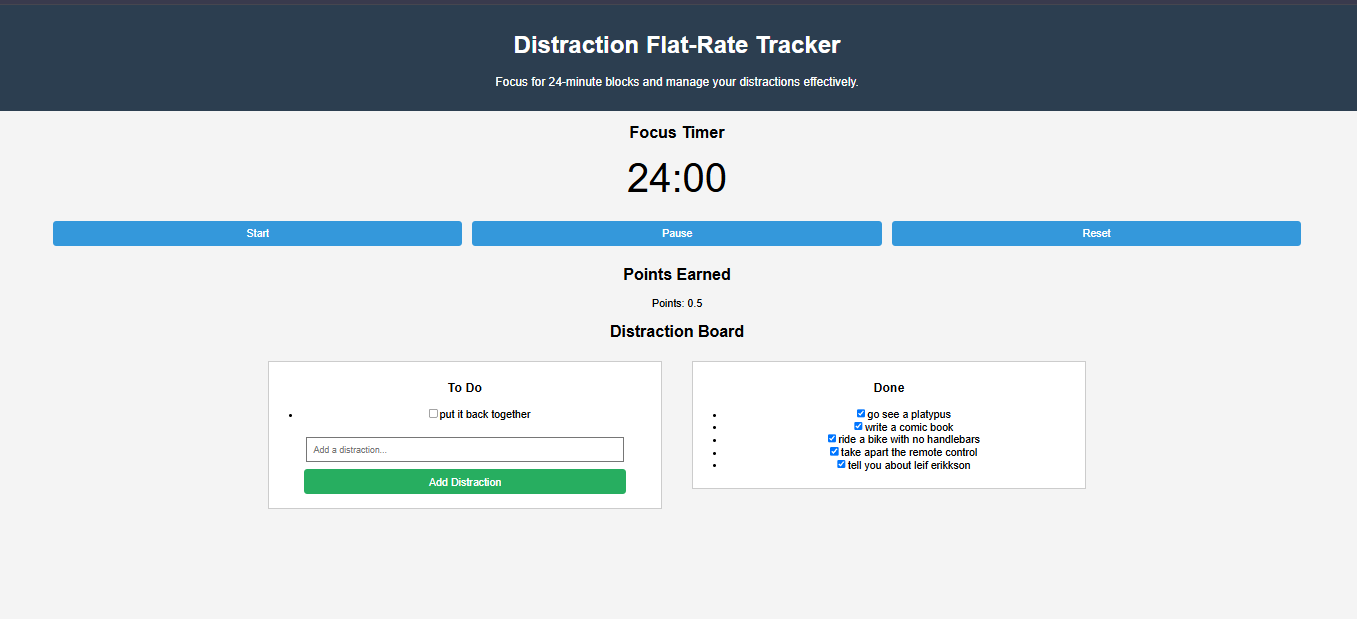 Distraction Flat-Rate Tracker
Focus for 24-minute blocks and manage your distractions effectively.
Focus Timer
24:00
Start
Pause
Reset
Points Earned
Points: 0.5
Distraction Board
To Do
put it back together
Add a distraction...
Add Distraction
Done
go see a platypus
write a comic book
ride a bike with no handlebars
take apart the remote control
tell you about leif erikkson